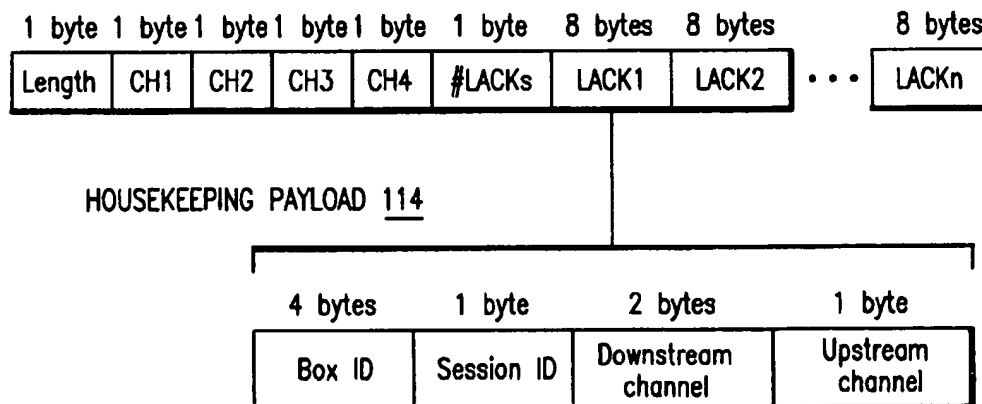 1 byte 1 byte 1 byte 1 byte 1 byte 1 byte 8 bytes 8 bytes 8 bytes
Length CH1 CH2 CH3 CH4 #LACKs LACK1 LACK2 ••• LACKn
HOUSEKEEPING PAYLOAD 114
4 bytes 1 byte 2 bytes 1 byte
Box ID Session ID Downstream channel Upstream channel